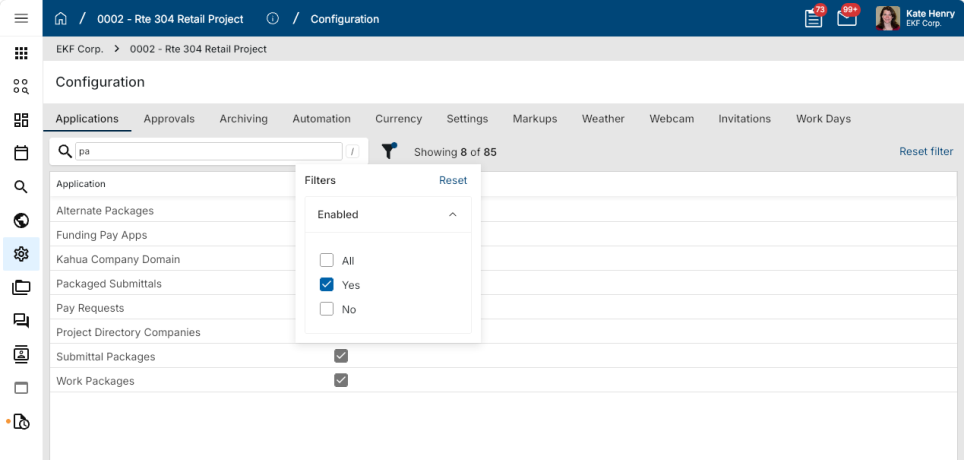 / 0002 - Rte 304 Retail Project / Configuration 73 99+ Kate Henry
EKF Corp.
EKF Corp. > 0002 - Rte 304 Retail Project
Configuration
Applications Approvals Archiving Automation Currency Settings Markups Weather Webcam Invitations Work Days
pa / Showing 8 of 85 Reset filter
Application
Filters Reset
Enabled
All
Yes
No
Alternate Packages
Funding Pay Apps
Kahua Company Domain
Packaged Submittals
Pay Requests
Project Directory Companies
Submittal Packages
Work Packages